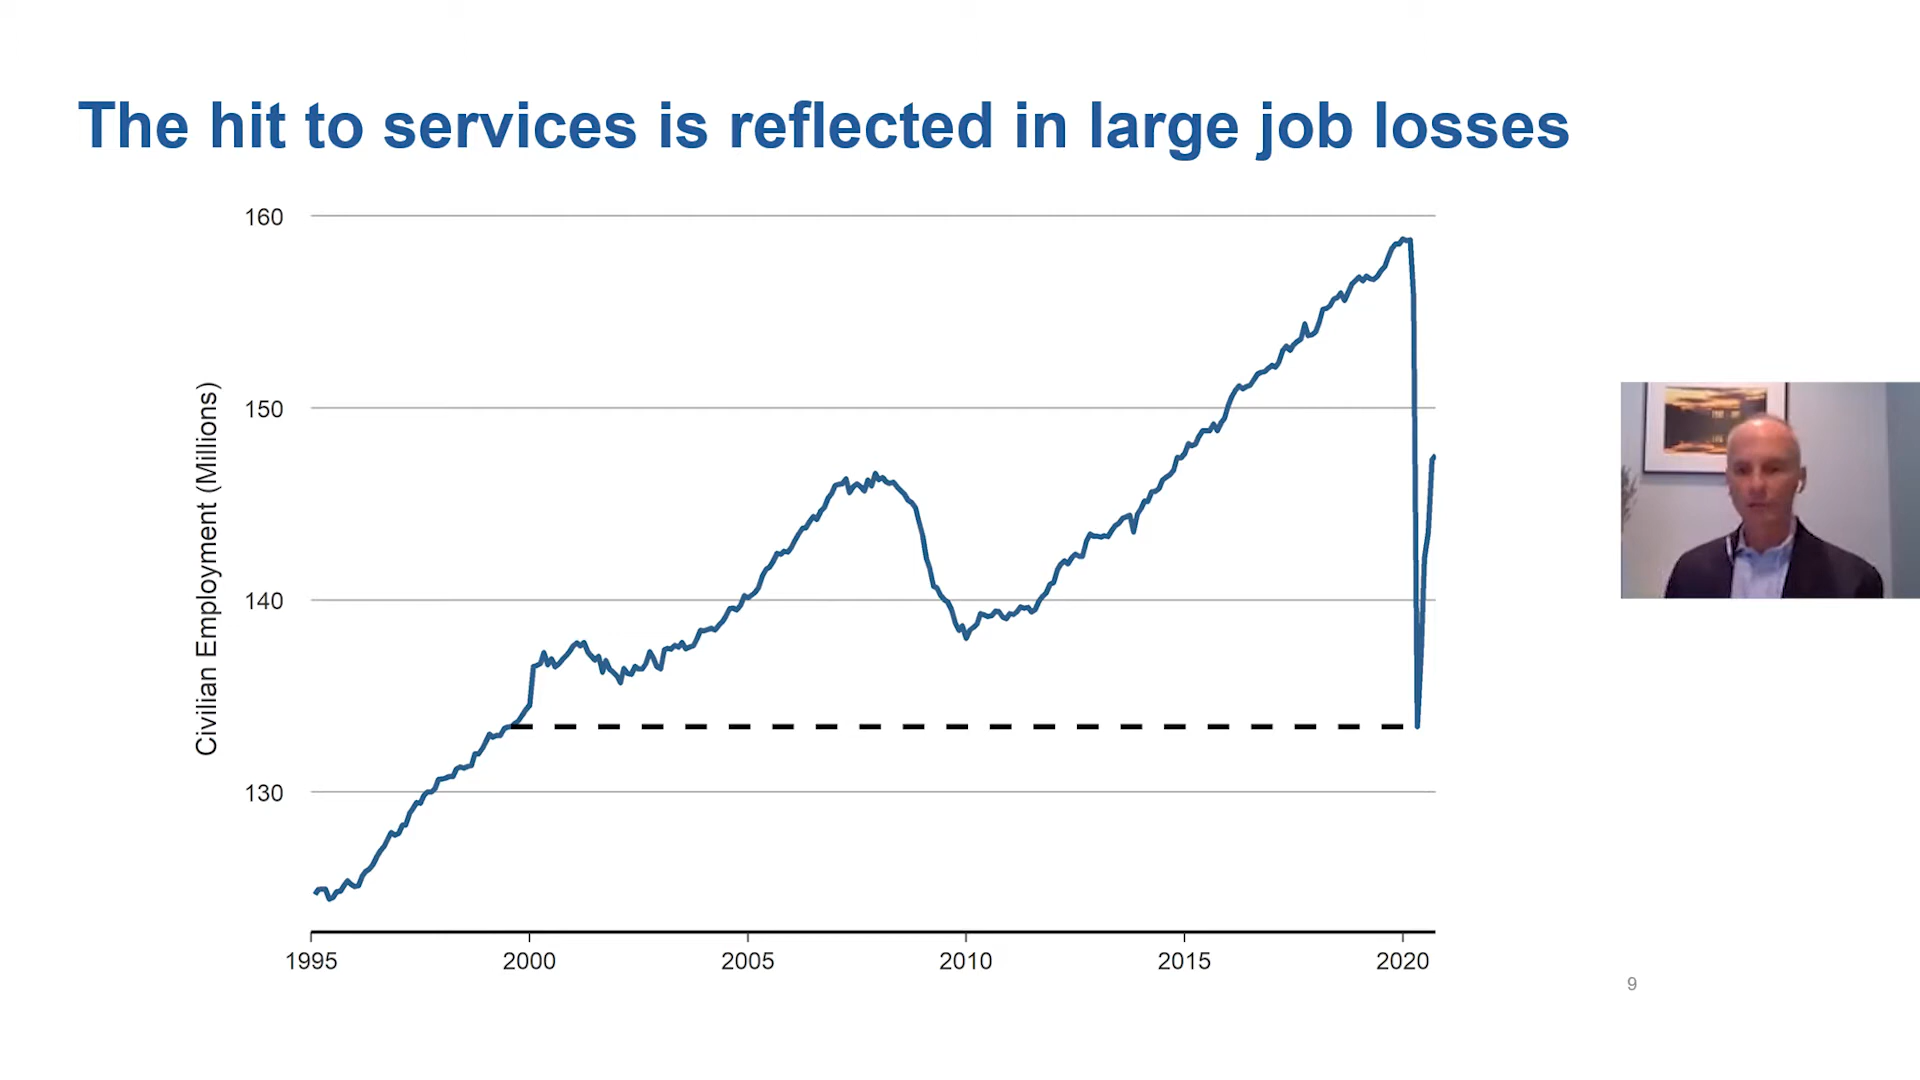 The hit to services is reflected in large job losses
Civilian Employment (Millions)
160
150
140
130
1995 2000 2005 2010 2015 2020
9